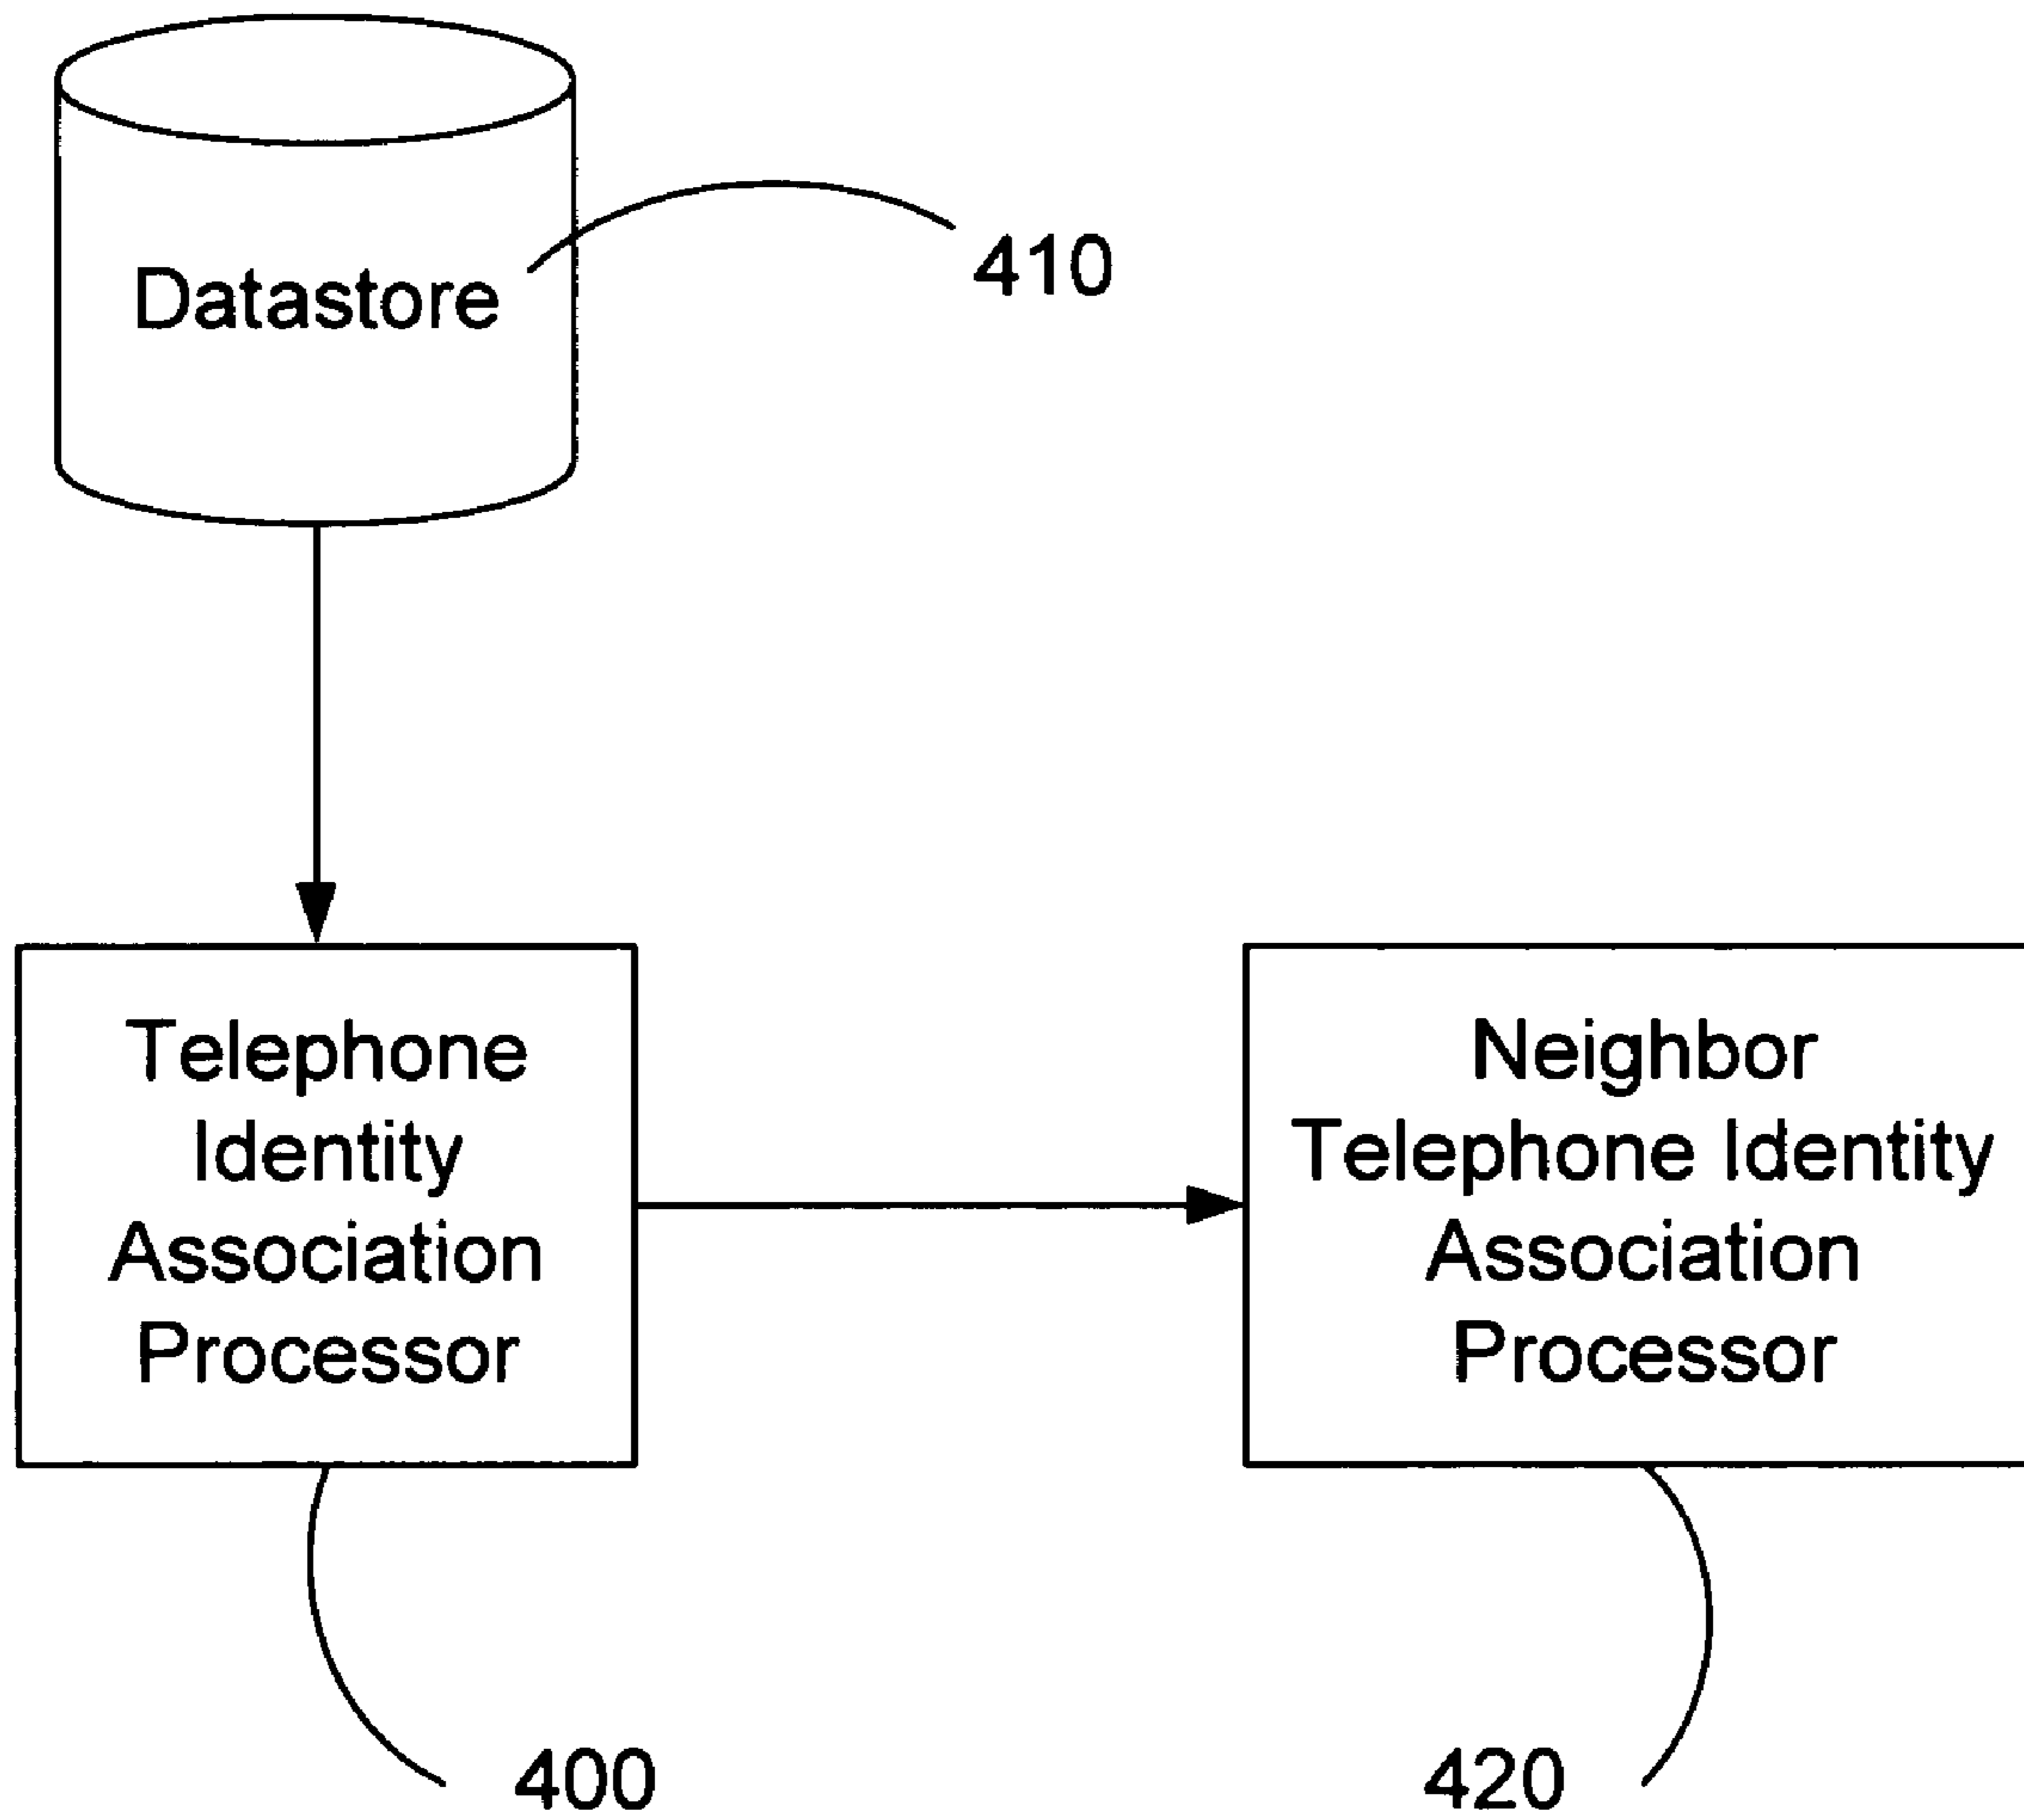 Datastore
410
Telephone
Identity
Association
Processor
Neighbor
Telephone Identity
Association
Processor
400
420